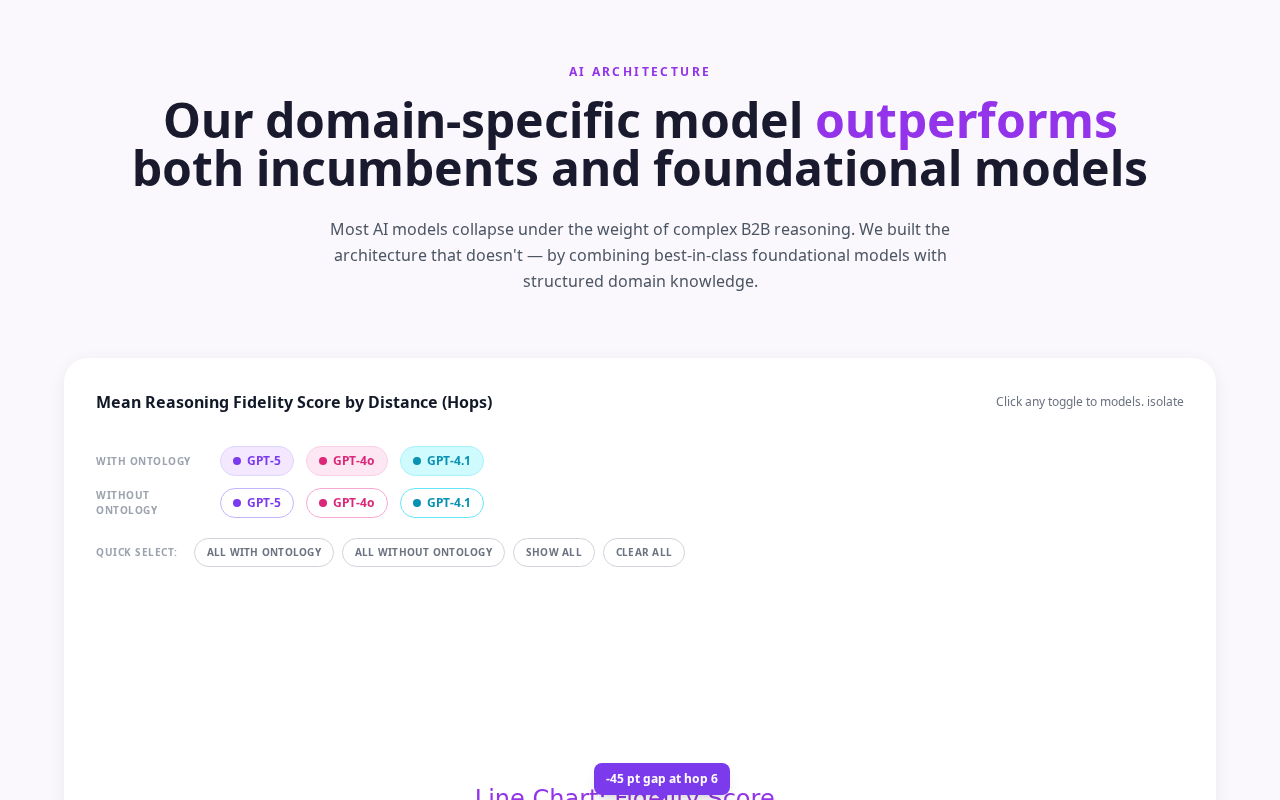 AI ARCHITECTURE
Our domain-specific model outperforms
both incumbents and foundational models
Most AI models collapse under the weight of complex B2B reasoning. We built the
architecture that doesn't — by combining best-in-class foundational models with
structured domain knowledge.
Mean Reasoning Fidelity Score by Distance (Hops)
Click any toggle to models. isolate
WITH ONTOLOGY
GPT-5
GPT-4o
GPT-4.1
WITHOUT
ONTOLOGY
GPT-5
GPT-4o
GPT-4.1
QUICK SELECT:
ALL WITH ONTOLOGY
ALL WITHOUT ONTOLOGY
SHOW ALL
CLEAR ALL
-45 pt gap at hop 6
Line Chart: Fidelity Score